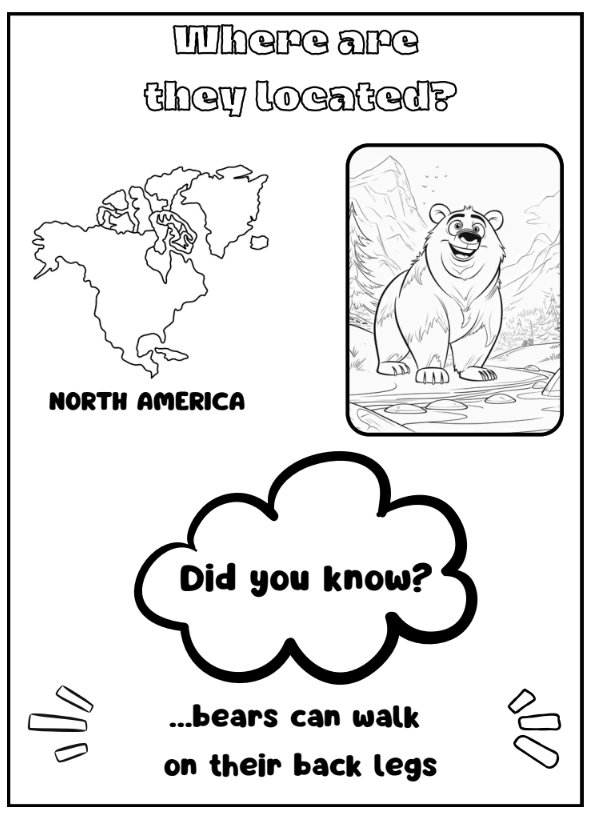 Where are
they located?
NORTH AMERICA
Did you know?
...bears can walk
on their back legs